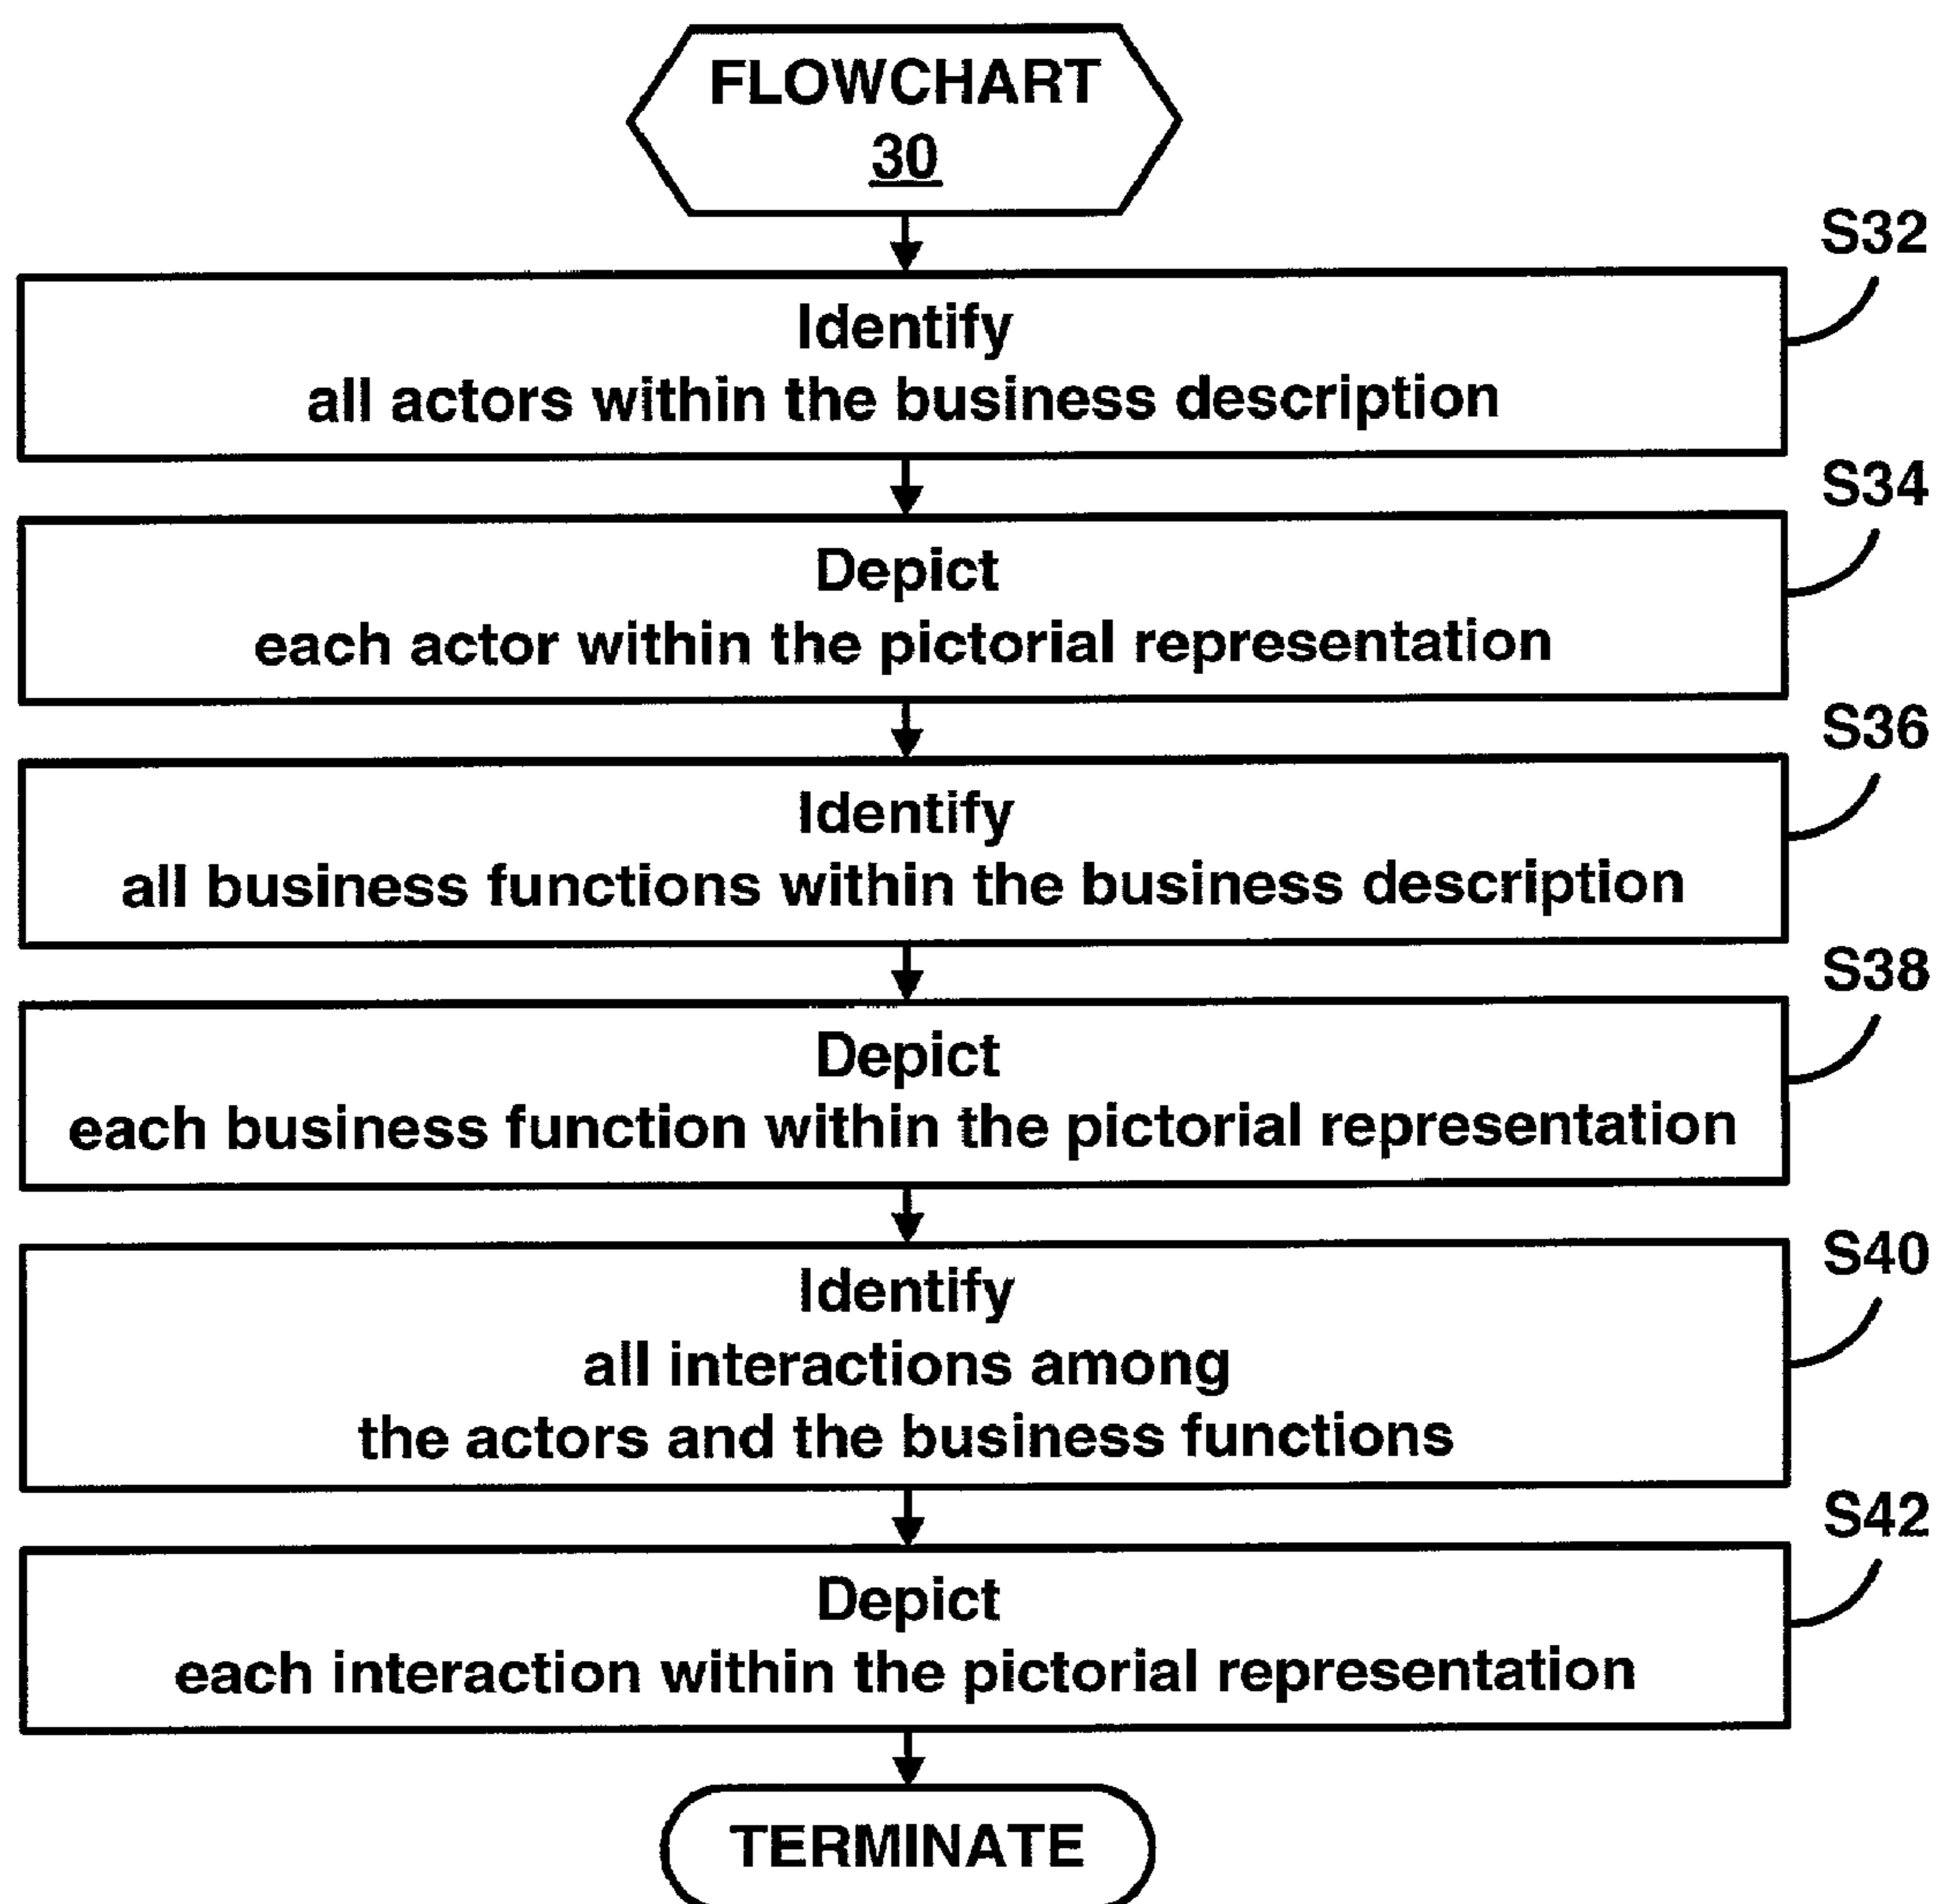 FLOWCHART
30
S32
Identify
all actors within the business description
S34
Depict
each actor within the pictorial representation
S36
Identify
all business functions within the business description
S38
Depict
each business function within the pictorial representation
S40
Identify
all interactions among
the actors and the business functions
S42
Depict
each interaction within the pictorial representation
TERMINATE